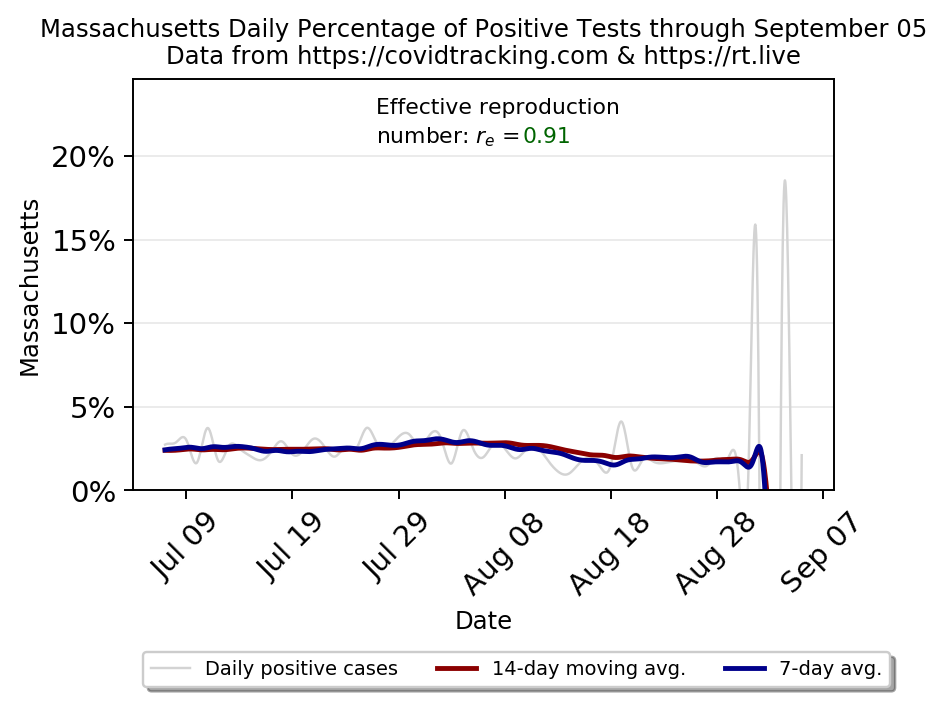 Massachusetts Daily Percentage of Positive Tests through September 05
Data from https://covidtracking.com & https://rt.live
Effective reproduction
number: rₑ =0.91
Massachusetts
20%
15%
10%
5%
0%
Jul 09
Jul 19
Jul 29
Aug 08
Aug 18
Aug 28
Sep 07
Date
Daily positive cases
14-day moving avg.
7-day avg.